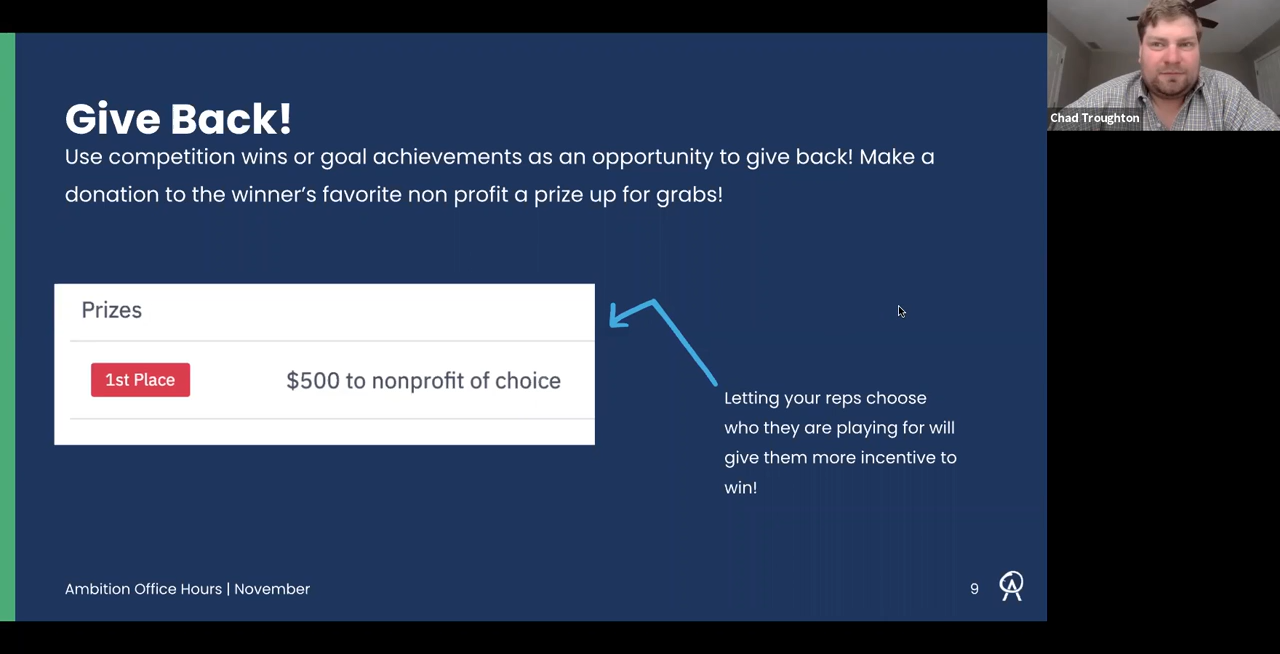 Chad Troughton
Give Back!
Use competition wins or goal achievements as an opportunity to give back! Make a
donation to the winner's favorite non profit a prize up for grabs!
Prizes
1st Place $500 to nonprofit of choice
Letting your reps choose
who they are playing for will
give them more incentive to
win!
Ambition Office Hours | November
9